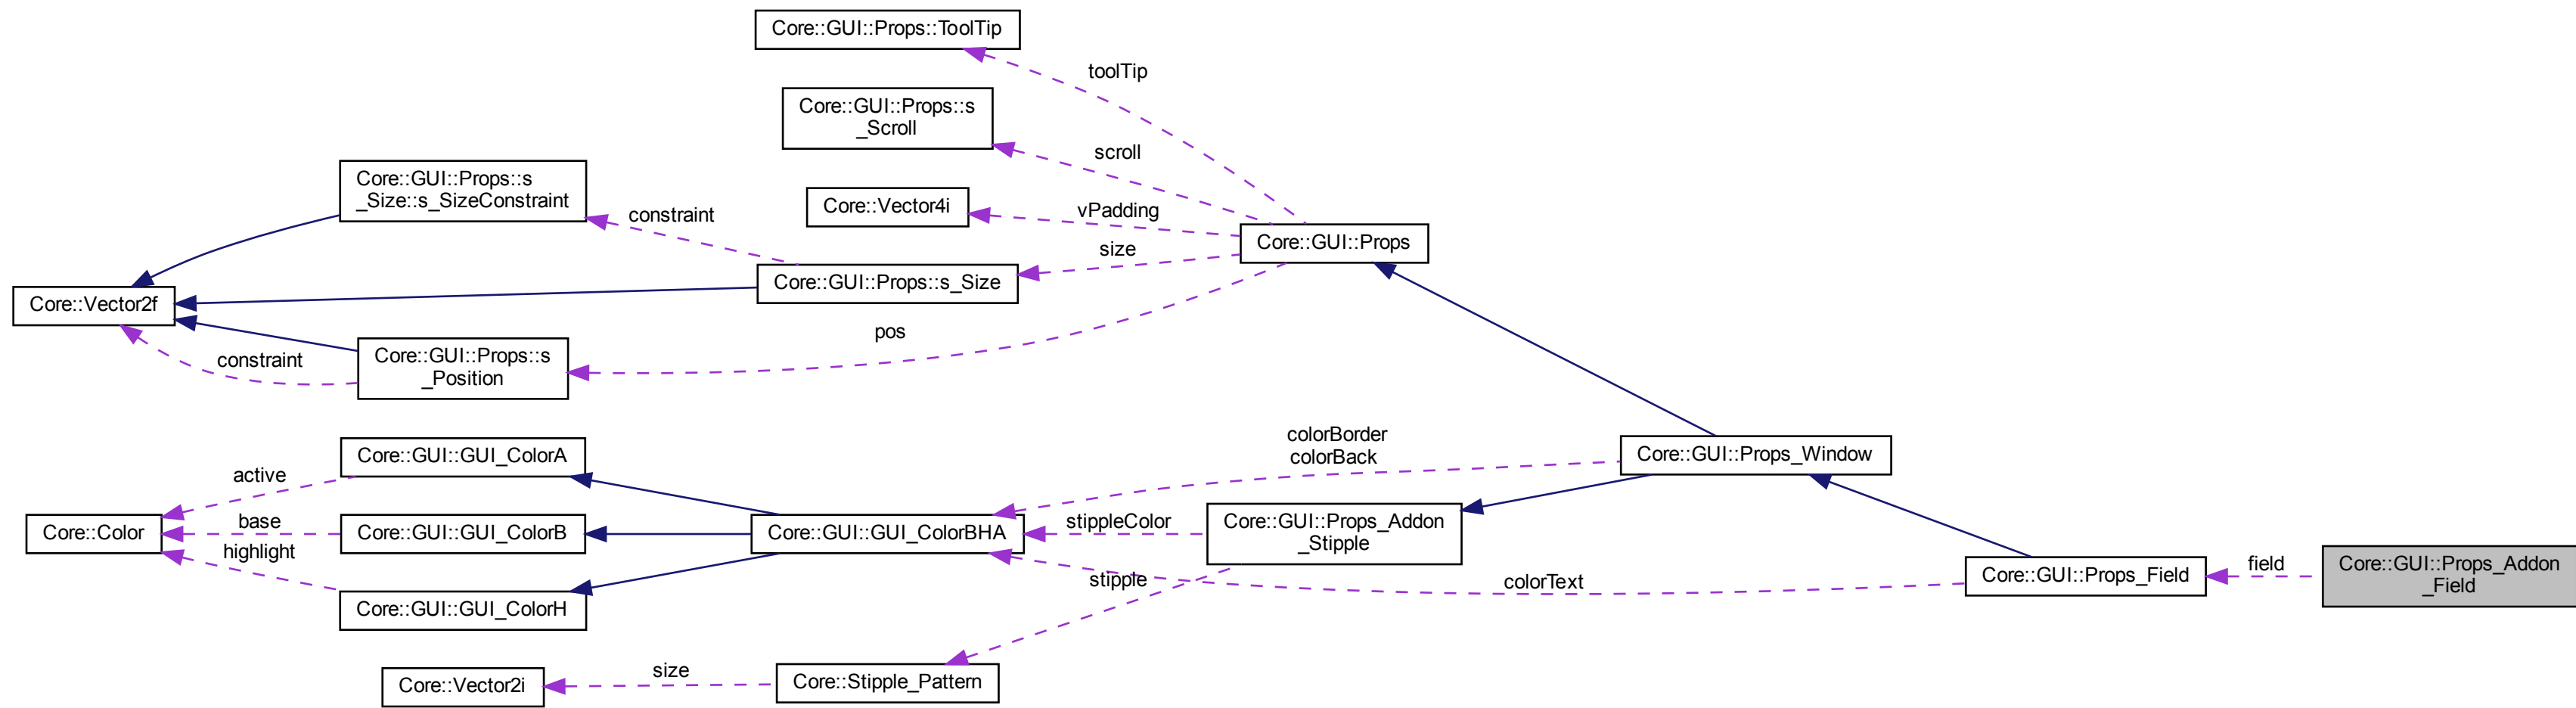 Core::GUI::Props::ToolTip
toolTip
Core::GUI::Props::s
_Scroll
scroll
Core::GUI::Props::s
_Size::s_SizeConstraint
constraint
Core::Vector4i
vPadding
Core::GUI::Props
size
Core::GUI::Props::s_Size
Core::Vector2f
pos
constraint
Core::GUI::Props::s
_Position
colorBorder
colorBack
Core::GUI::Props_Window
Core::GUI::GUI_ColorA
active
Core::Color
base
highlight
Core::GUI::GUI_ColorB
Core::GUI::GUI_ColorBHA
stippleColor
Core::GUI::Props_Addon
_Stipple
stipple
colorText
Core::GUI::Props_Field
field
Core::GUI::Props_Addon
_Field
Core::GUI::GUI_ColorH
Core::Vector2i
size
Core::Stipple_Pattern